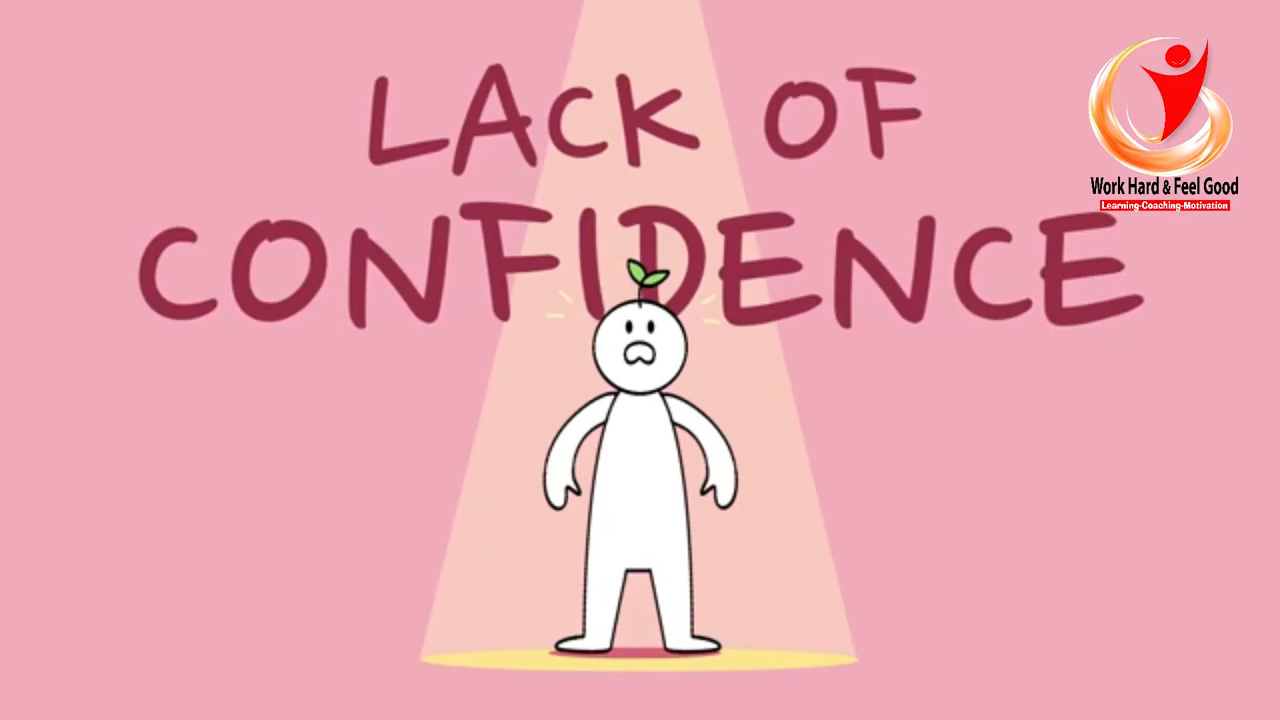 LACK OF
CONFIDENCE
Work Hard & Feel Good
Learning-Coaching-Motivation